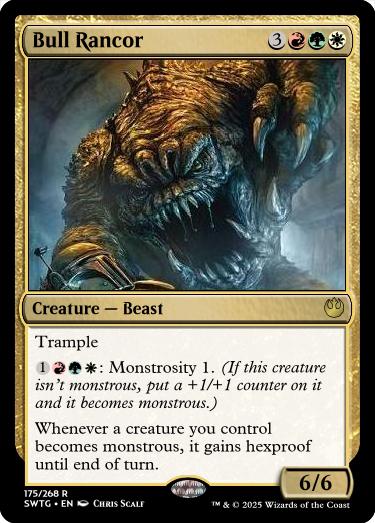 Bull Rancor 3
Creature — Beast
Trample
1: Monstrosity 1. (If this creature
isn't monstrous, put a +1/+1 counter on it
and it becomes monstrous.)
Whenever a creature you control
becomes monstrous, it gains hexproof
until end of turn.
6/6
175/268 R
SWTG • EN Chris Scalf
™ & © 2025 Wizards of the Coast